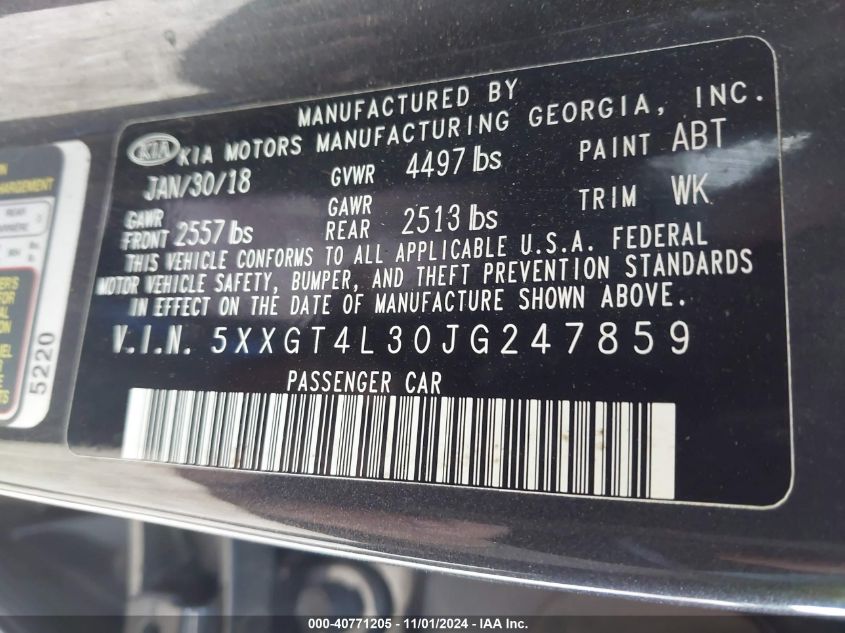 MANUFACTURED BY
KIA KIA MOTORS MANUFACTURING GEORGIA, INC.
JAN/30/18 GVWR 4497 lbs PAINT ABT
GAWR FRONT 2557 lbs GAWR REAR 2513 lbs TRIM WK
THIS VEHICLE CONFORMS TO ALL APPLICABLE U.S.A. FEDERAL
MOTOR VEHICLE SAFETY, BUMPER, AND THEFT PREVENTION STANDARDS
IN EFFECT ON THE DATE OF MANUFACTURE SHOWN ABOVE.
V.I.N. 5XXGT4L30JG247859
PASSENGER CAR
REAR
5220
000-40771205 - 11/01/2024 - IAA Inc.